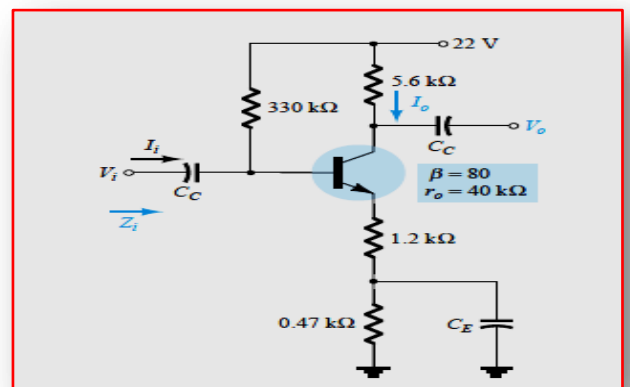 22 V
5.6 kΩ
I_o
330 kΩ
C_C
V_o
I_i
V_i
C_C
β = 80
r_o = 40 kΩ
Z_i
1.2 kΩ
0.47 kΩ
C_E